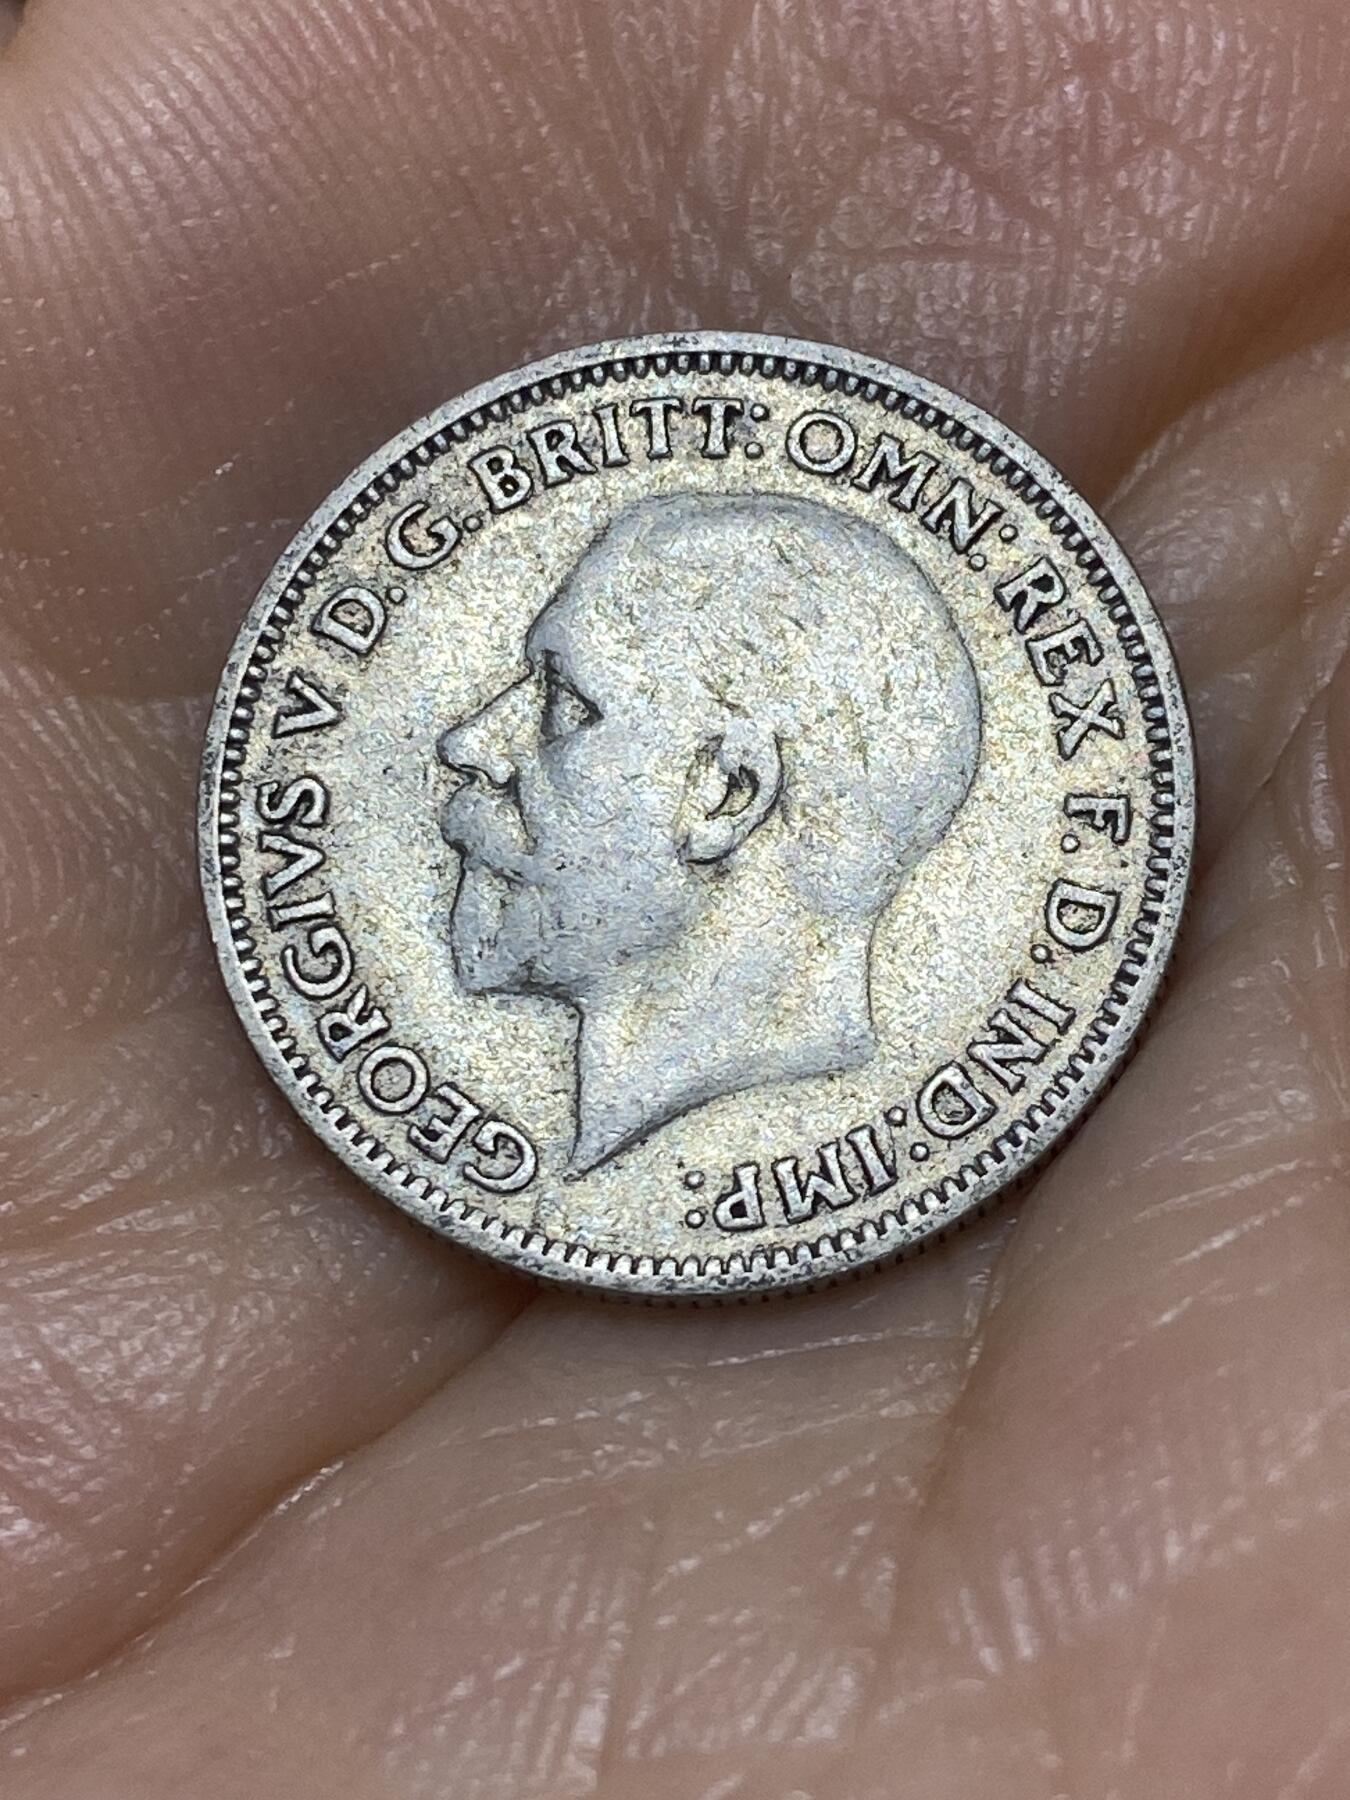 GEORGIVS V D.G.BRITT: OMN: REX F.D. IND:IMP: